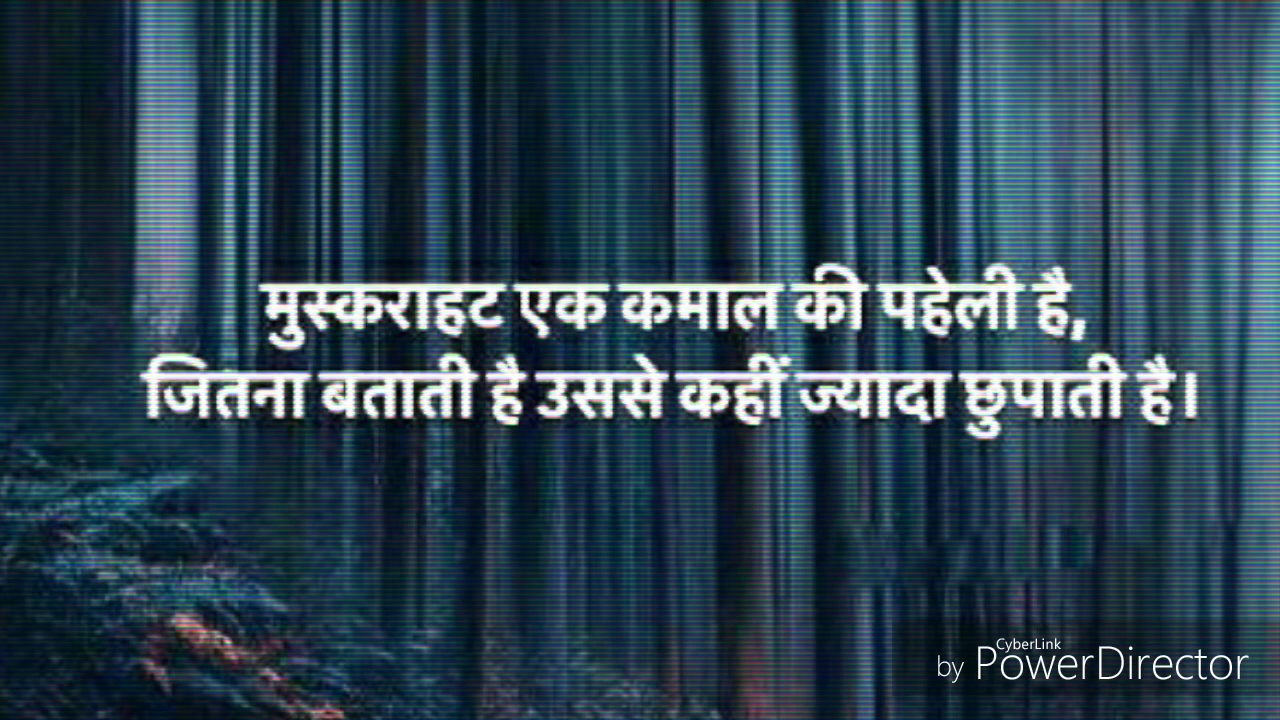 मुस्कराहट एक कमाल की पहेली है,
जितना बताती है उससे कहीं ज्यादा छुपाती है।
CyberLink
by PowerDirector